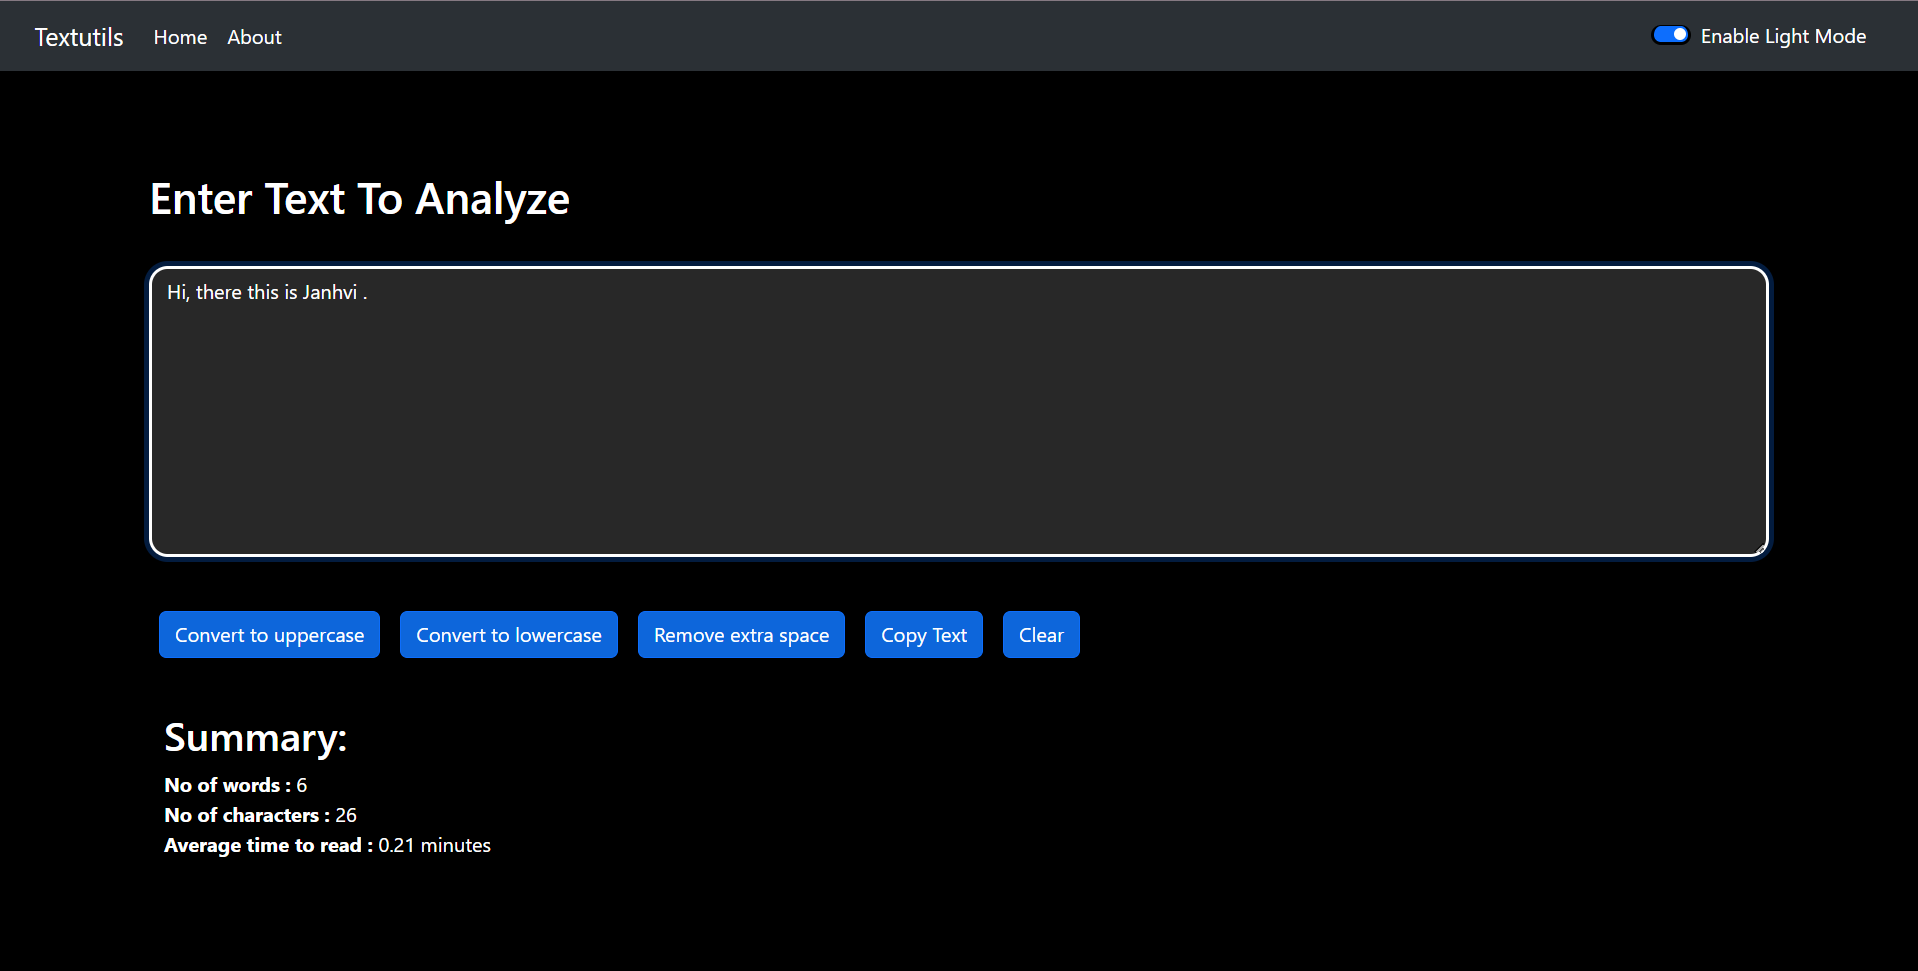 Textutils Home About Enable Light Mode
Enter Text To Analyze
Hi, there this is Janhvi .
Convert to uppercase Convert to lowercase Remove extra space Copy Text Clear
Summary:
No of words : 6
No of characters : 26
Average time to read : 0.21 minutes